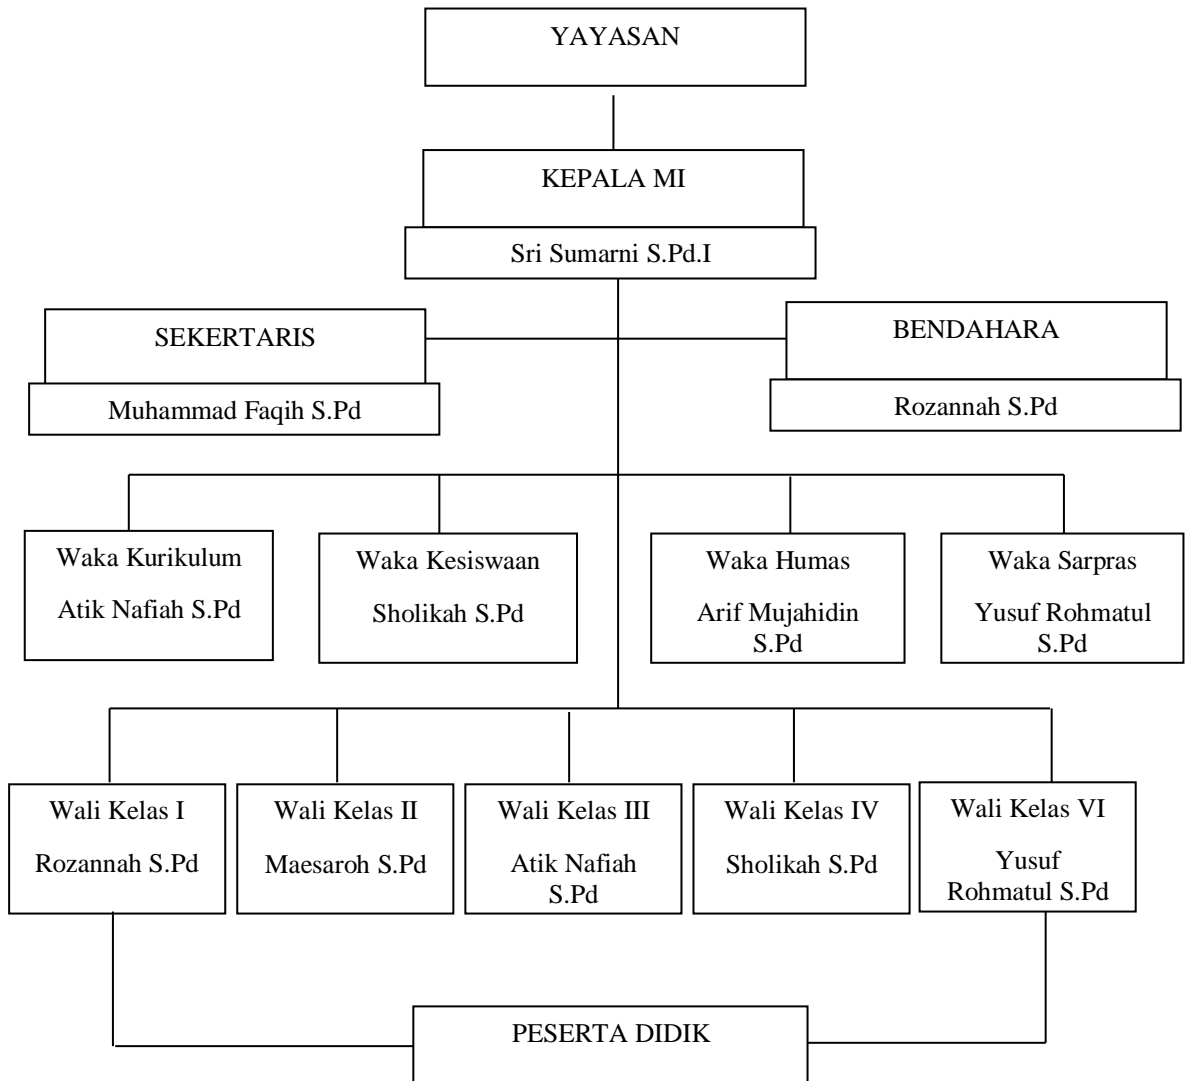 YAYASAN
KEPALA MI
Sri Sumarni S.Pd.I
SEKERTARIS
BENDAHARA
Muhammad Faqih S.Pd
Rozannah S.Pd
Waka Kurikulum
Atik Nafiah S.Pd
Waka Kesiswaan
Sholikah S.Pd
Waka Humas
Arif Mujahidin
S.Pd
Waka Sarpras
Yusuf Rohmatul
S.Pd
Wali Kelas I
Rozannah S.Pd
Wali Kelas II
Maesaroh S.Pd
Wali Kelas III
Atik Nafiah
S.Pd
Wali Kelas IV
Sholikah S.Pd
Wali Kelas VI
Yusuf
Rohmatul S.Pd
PESERTA DIDIK